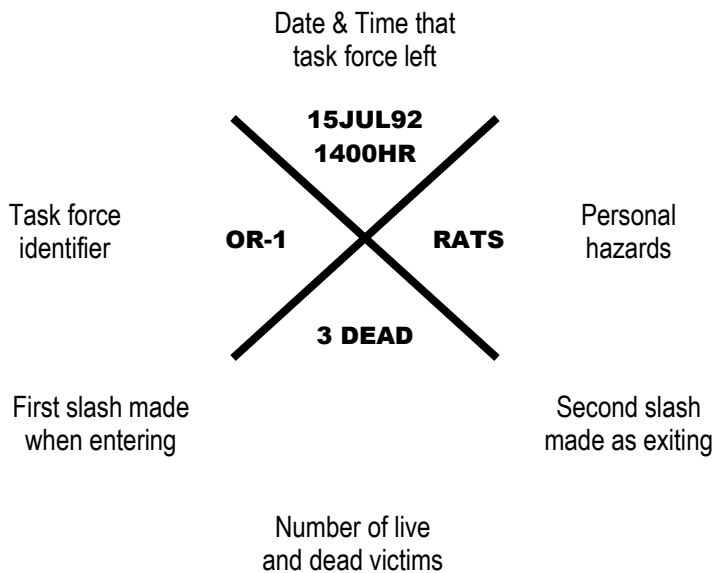 Date & Time that
task force left
15JUL92
1400HR
Task force
identifier
OR-1
RATS
Personal
hazards
3 DEAD
First slash made
when entering
Second slash
made as exiting
Number of live
and dead victims